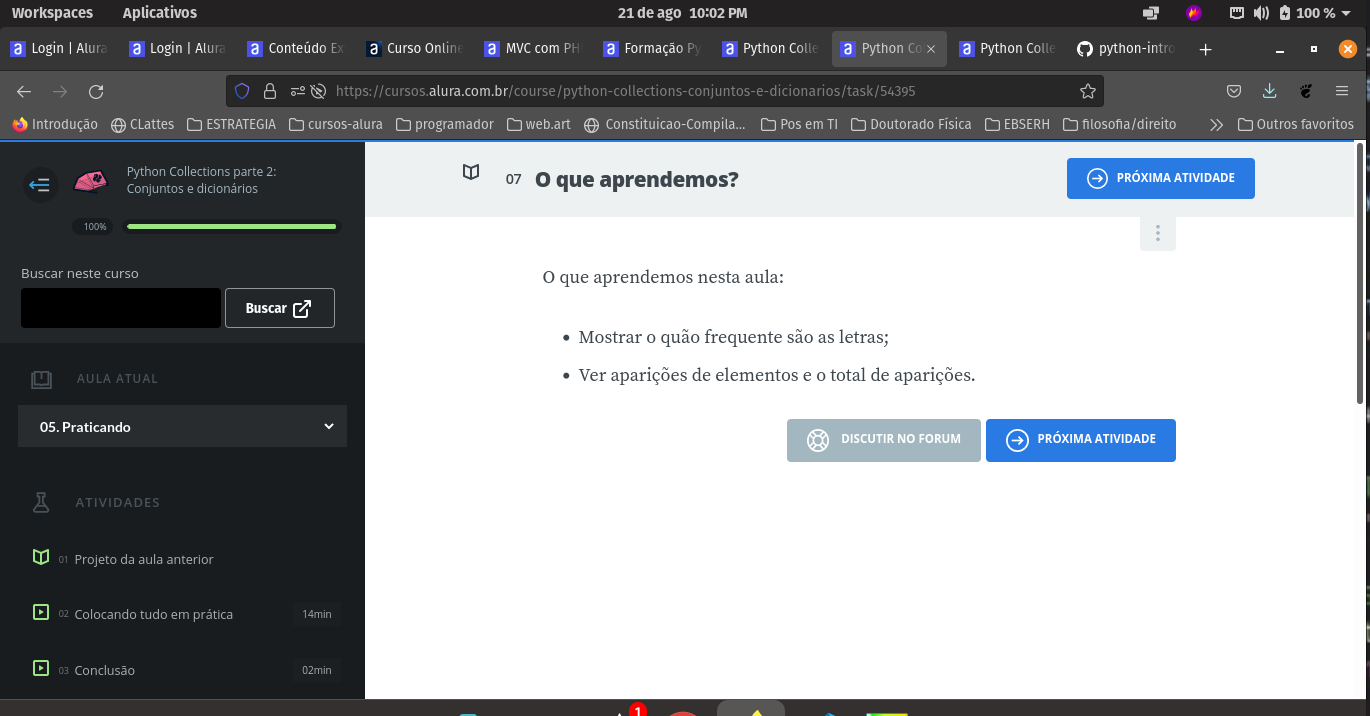 Workspaces Aplicativos 21 de ago 10:02 PM 100 %
Login | Alura Login | Alura Conteúdo Ex Curso Online MVC com PH Formação Py Python Colle Python Co Python Colle python-intro
https://cursos.alura.com.br/course/python-collections-conjuntos-e-dicionarios/task/54395
Introdução CLattes ESTRATEGIA cursos-alura programador web.art Constituicao-Compila... Pos em TI Doutorado Física EBSERH filosofia/direito Outros favoritos
Python Collections parte 2:
Conjuntos e dicionários
100%
Buscar neste curso
Buscar
AULA ATUAL
05. Praticando
ATIVIDADES
01 Projeto da aula anterior
02 Colocando tudo em prática 14min
03 Conclusão 02min
07 O que aprendemos?
PRÓXIMA ATIVIDADE
O que aprendemos nesta aula:
• Mostrar o quão frequente são as letras;
• Ver aparições de elementos e o total de aparições.
DISCUTIR NO FORUM PRÓXIMA ATIVIDADE
1